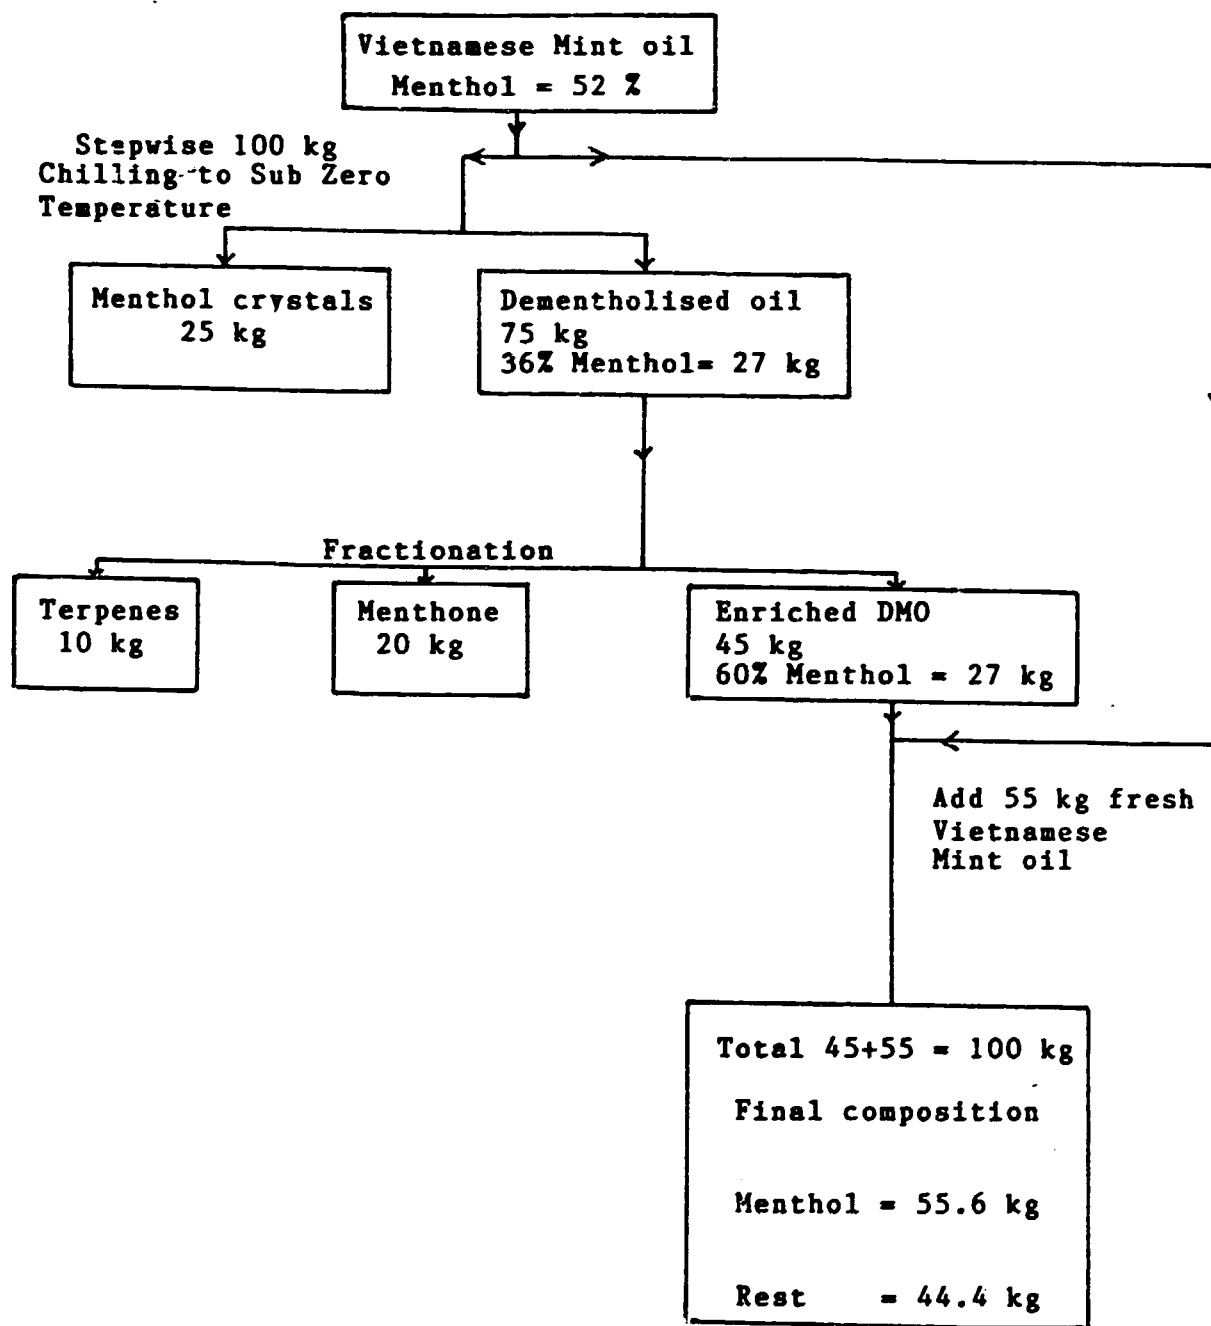 Vietnamese Mint oil
Menthol = 52 %
Stepwise 100 kg
Chilling to Sub Zero
Temperature
Menthol crystals
25 kg
Dementholised oil
75 kg
36% Menthol= 27 kg
Fractionation
Terpenes
10 kg
Menthone
20 kg
Enriched DMO
45 kg
60% Menthol = 27 kg
Add 55 kg fresh
Vietnamese
Mint oil
Total 45+55 = 100 kg
Final composition
Menthol = 55.6 kg
Rest = 44.4 kg